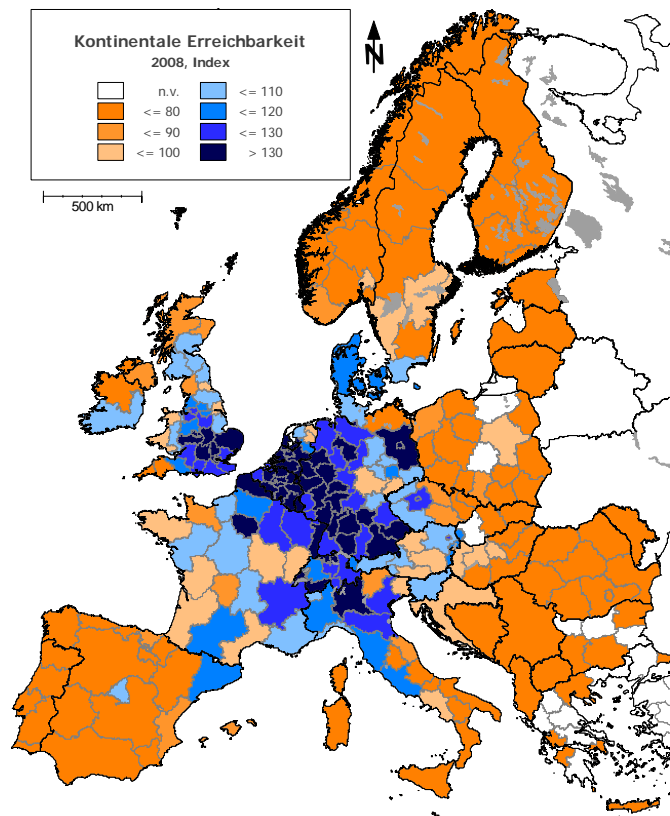 Kontinentale Erreichbarkeit
2008, Index
n.v.
<= 80
<= 90
<= 100
<= 110
<= 120
<= 130
> 130
500 km
N